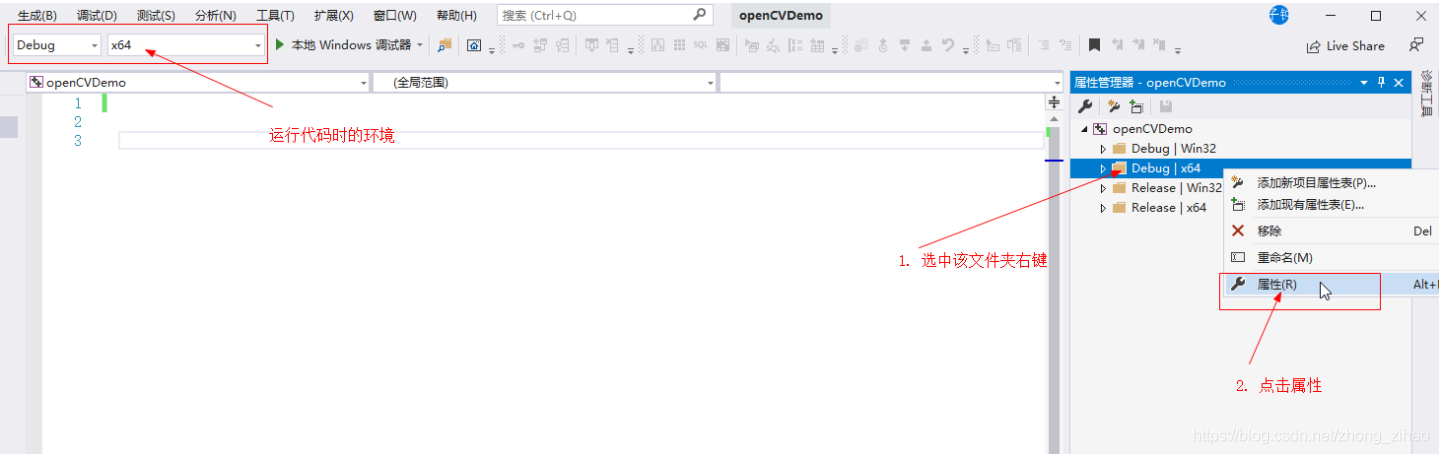 生成(B) 调试(D) 测试(S) 分析(N) 工具(T) 扩展(X) 窗口(W) 帮助(H) 搜索 (Ctrl+Q) openCVDemo
Debug x64 本地 Windows 调试器 SQL SQL Live Share
openCVDemo (全局范围) 属性管理器 - openCVDemo
诊断工具
1
2
3
运行代码时的环境
openCVDemo
Debug | Win32
Debug | x64
Release | Win32
Release | x64
添加新项目属性表(P)...
添加现有属性表(E)...
移除 Del
重命名(M)
属性(R) Alt+
1. 选中该文件夹右键
2. 点击属性
https://blog.csdn.net/zhong_zihao